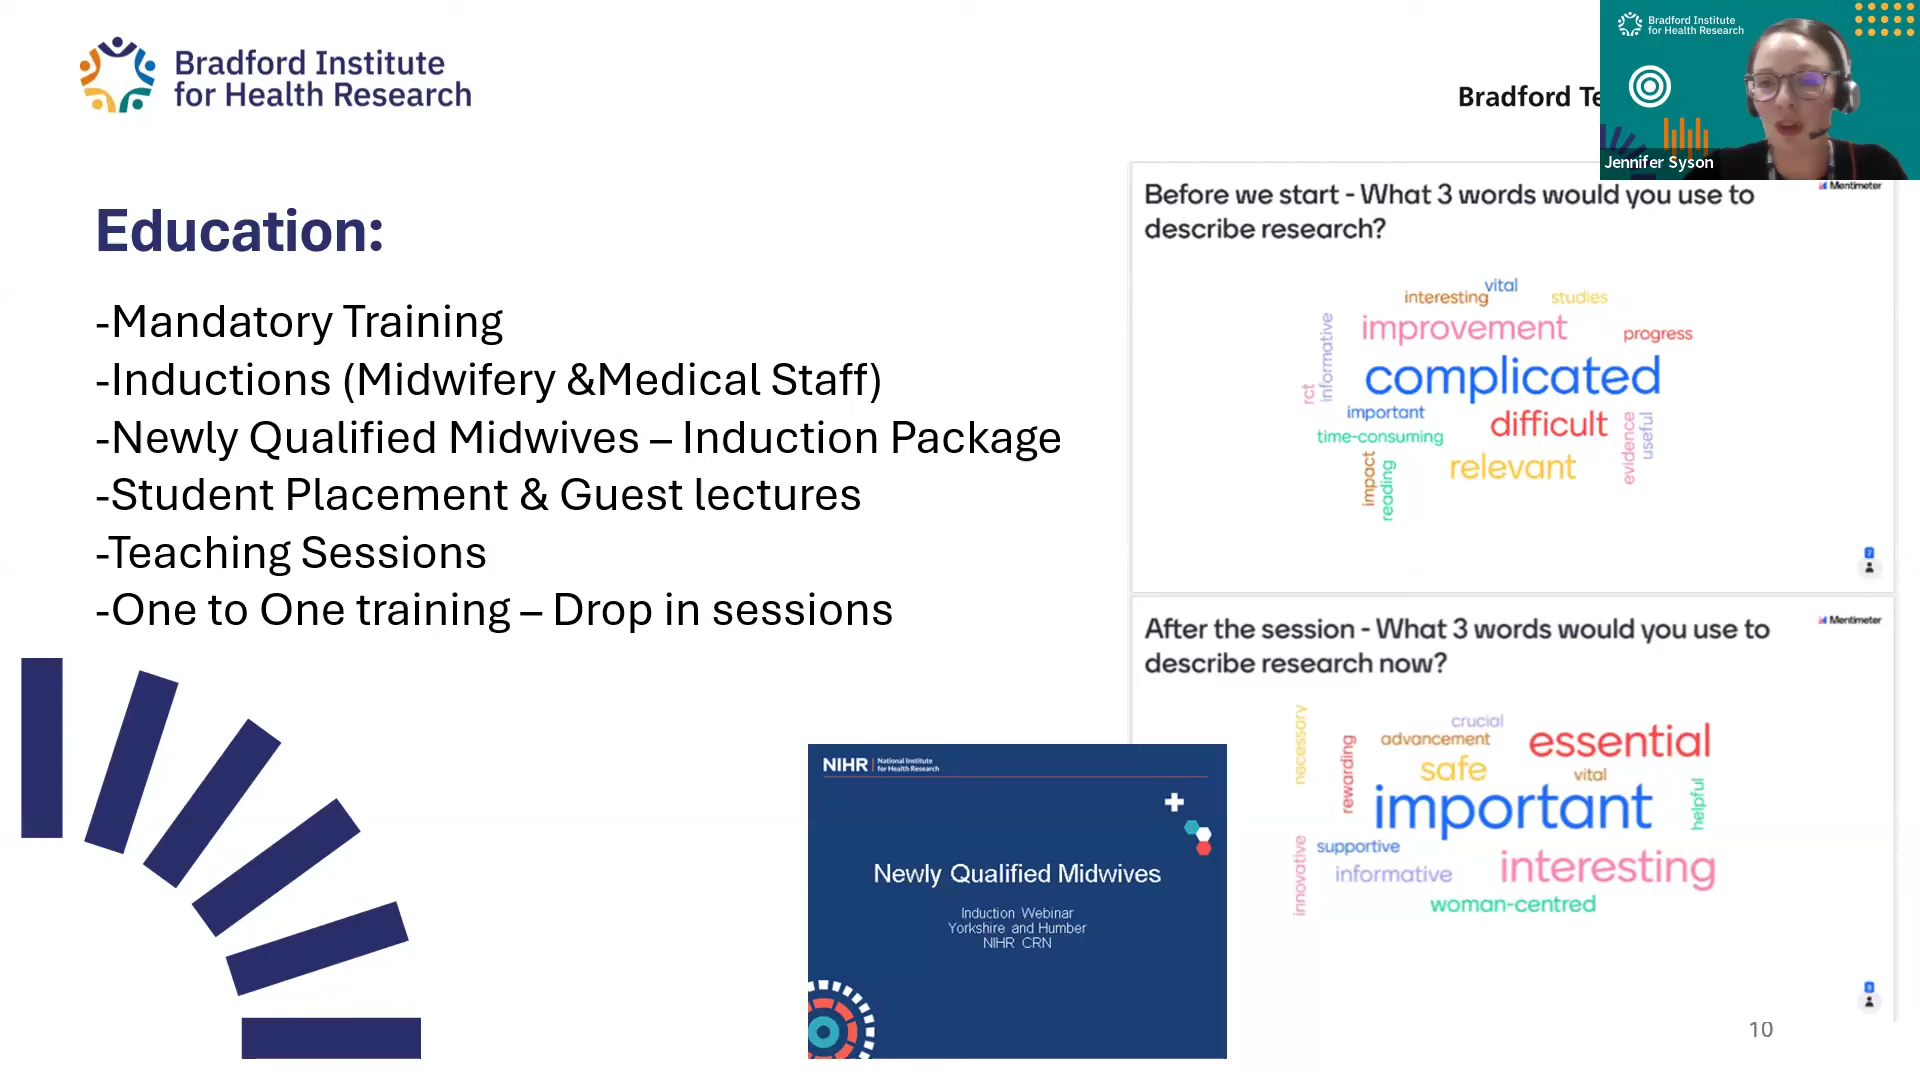 Bradford Institute
for Health Research
Bradford Te
Bradford Institute
for Health Research
Jennifer Syson
Education:
-Mandatory Training
-Inductions (Midwifery &Medical Staff)
-Newly Qualified Midwives – Induction Package
-Student Placement & Guest lectures
-Teaching Sessions
-One to One training – Drop in sessions
Before we start - What 3 words would you use to
describe research?
Mentimeter
vital
interesting
studies
improvement
progress
informative
rct
complicated
important
difficult
time-consuming
evidence
useful
relevant
impact
reading
7
After the session - What 3 words would you use to
describe research now?
Mentimeter
necessary
crucial
advancement
essential
rewarding
safe
vital
important
helpful
supportive
innovative
informative
interesting
woman-centred
8
NIHR | National Institute
for Health Research
Newly Qualified Midwives
Induction Webinar
Yorkshire and Humber
NIHR CRN
10